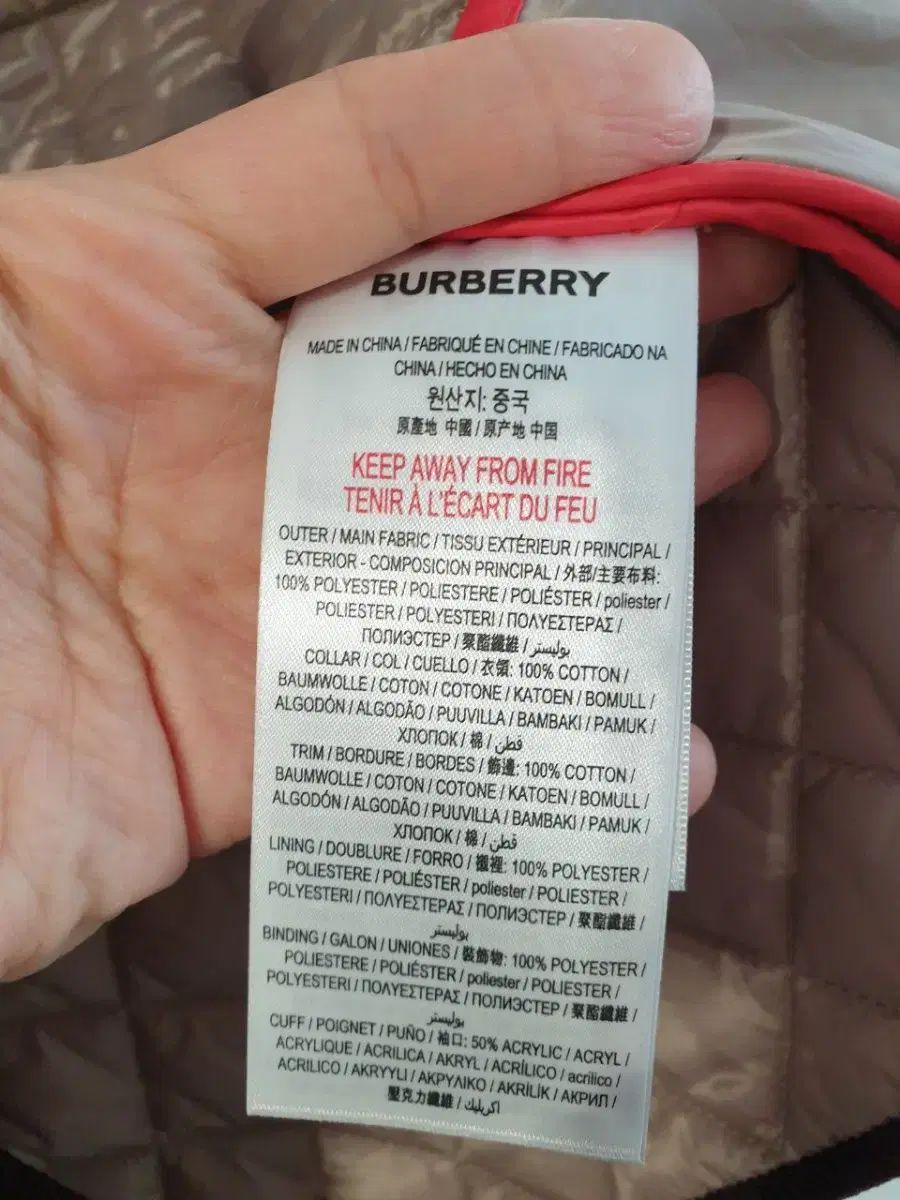 BURBERRY
MADE IN CHINA / FABRIQUÉ EN CHINE / FABRICADO NA
CHINA / HECHO EN CHINA
원산지: 중국
原產地 中國 / 原产地 中国
KEEP AWAY FROM FIRE
TENIR À L'ÉCART DU FEU
OUTER / MAIN FABRIC / TISSU EXTÉRIEUR / PRINCIPAL /
EXTERIOR - COMPOSICION PRINCIPAL / 外部/主要布料:
100% POLYESTER / POLIESTERE / POLIÉSTER / poliester /
POLIESTER / POLYESTERI / ΠΟΛΥΕΣΤΕΡΑΣ /
ПОЛИЭСТЕР / 聚酯纖維 / بوليستر
COLLAR / COL / CUELLO / 衣領: 100% COTTON /
BAUMWOLLE / COTON / COTONE / KATOEN / BOMULL /
ALGODÓN / ALGODÃO / PUUVILLA / BAMBAKI / PAMUK /
ХЛОПОК / 棉 / قطن
TRIM / BORDURE / BORDES / 飾邊: 100% COTTON /
BAUMWOLLE / COTON / COTONE / KATOEN / BOMULL /
ALGODÓN / ALGODÃO / PUUVILLA / BAMBAKI / PAMUK /
ХЛОПОК / 棉 / قطن
LINING / DOUBLURE / FORRO / 襯裡: 100% POLYESTER /
POLIESTERE / POLIÉSTER / poliester / POLIESTER /
POLYESTERI / ΠΟΛΥΕΣΤΕΡΑΣ / ПОЛИЭСТЕР / 聚酯纖維 /
بوليستر
BINDING / GALON / UNIONES / 裝飾物: 100% POLYESTER /
POLIESTERE / POLIÉSTER / poliester / POLIESTER /
POLYESTERI / ΠΟΛΥΕΣΤΕΡΑΣ / ПОЛИЭСТЕР / 聚酯纖維 /
بوليستر
CUFF / POIGNET / PUÑO / 袖口: 50% ACRYLIC / ACRYL /
ACRYLIQUE / ACRILICA / AKRYL / ACRÍLICO / acrilico /
ACRILICO / AKRYYLI / ΑΚΡΥΛΙΚΟ / AKRİLİK / АКРИЛ /
壓克力纖維 / اكريليك